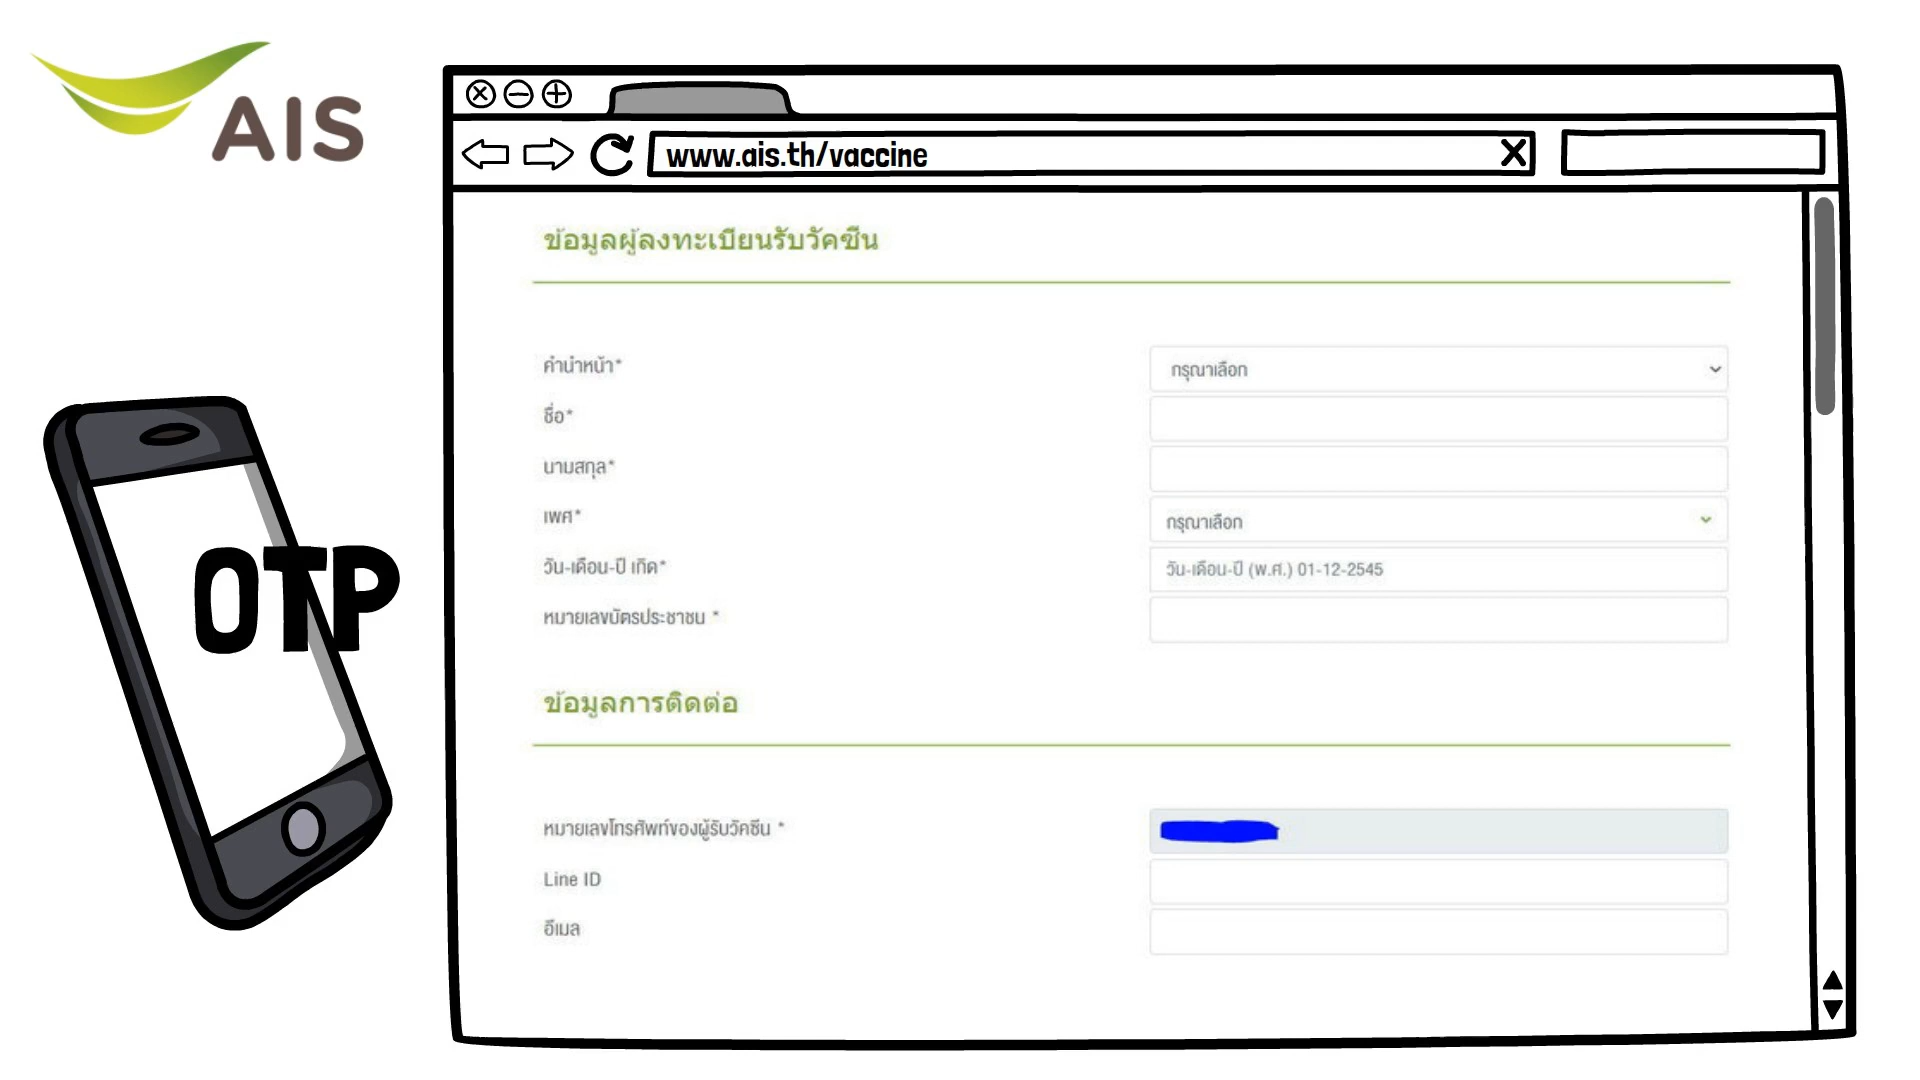 AIS
www.ais.th/vaccine
ข้อมูลผู้ลงทะเบียนรับวัคซีน
คำนำหน้า* กรุณาเลือก
ชื่อ*
นามสกุล*
เพศ* กรุณาเลือก
วัน-เดือน-ปี เกิด* วัน-เดือน-ปี (พ.ศ.) 01-12-2545
หมายเลขบัตรประชาชน *
OTP
ข้อมูลการติดต่อ
หมายเลขโทรศัพท์ของผู้รับวัคซีน *
Line ID
อีเมล